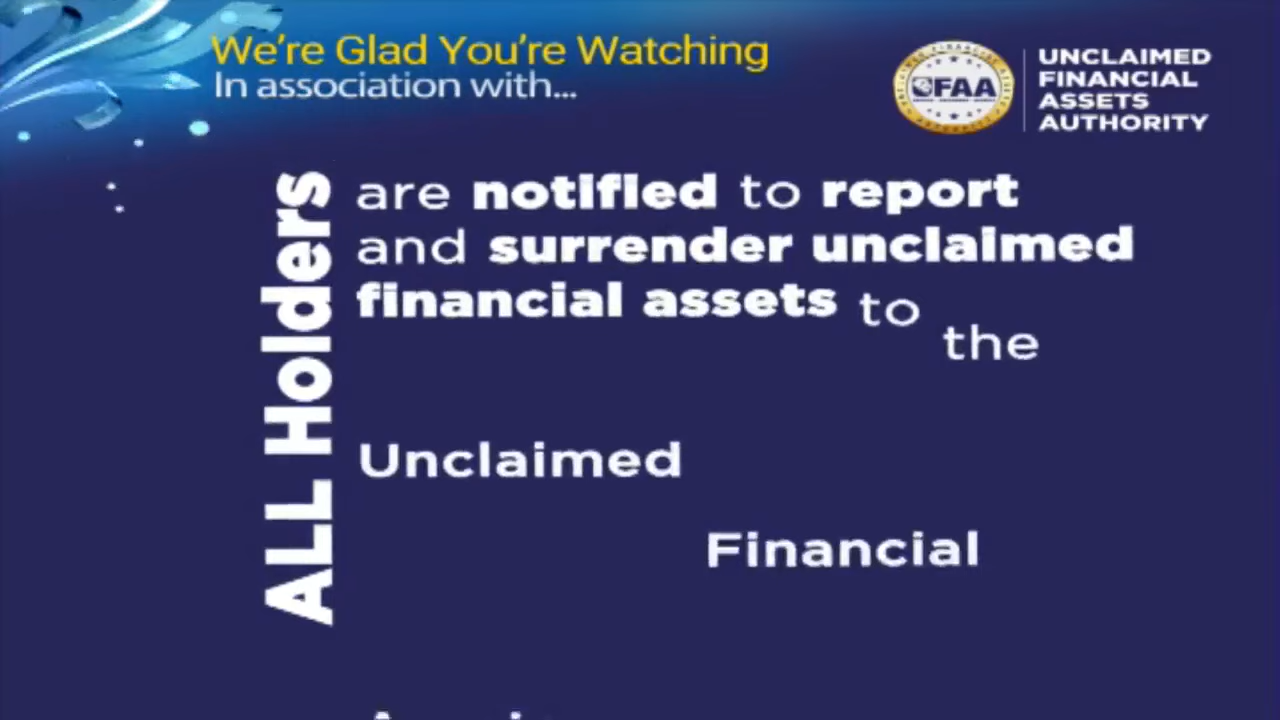 We're Glad You're Watching
In association with...
UFAA
UNCLAIMED
FINANCIAL
ASSETS
AUTHORITY
ALL Holders
are notified to report
and surrender unclaimed
financial assets to
the
Unclaimed
Financial